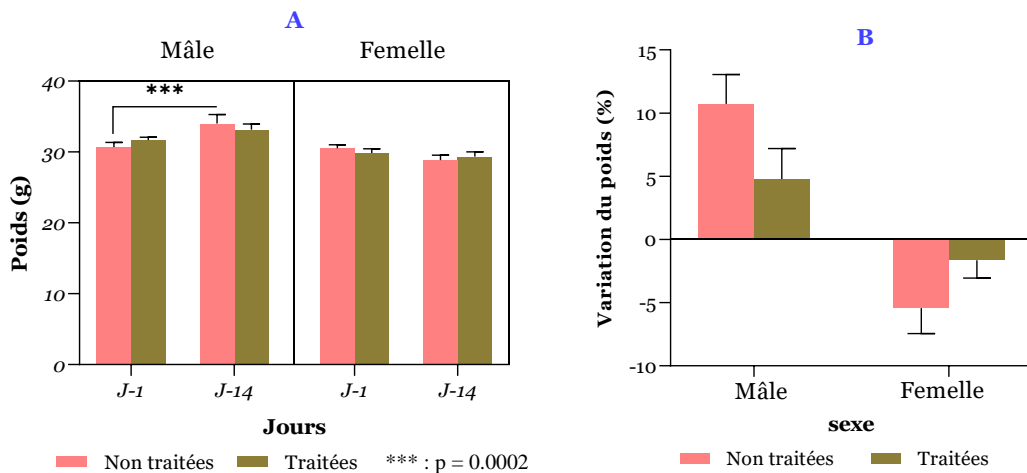 A
Mâle Femelle
Poids (g)
40
30
20
10
0
***
J-1 J-14 J-1 J-14
Jours
Non traitées Traitées *** : p = 0.0002
B
Variation du poids (%)
15
10
5
0
-5
-10
Mâle Femelle
sexe
Non traitées Traitées